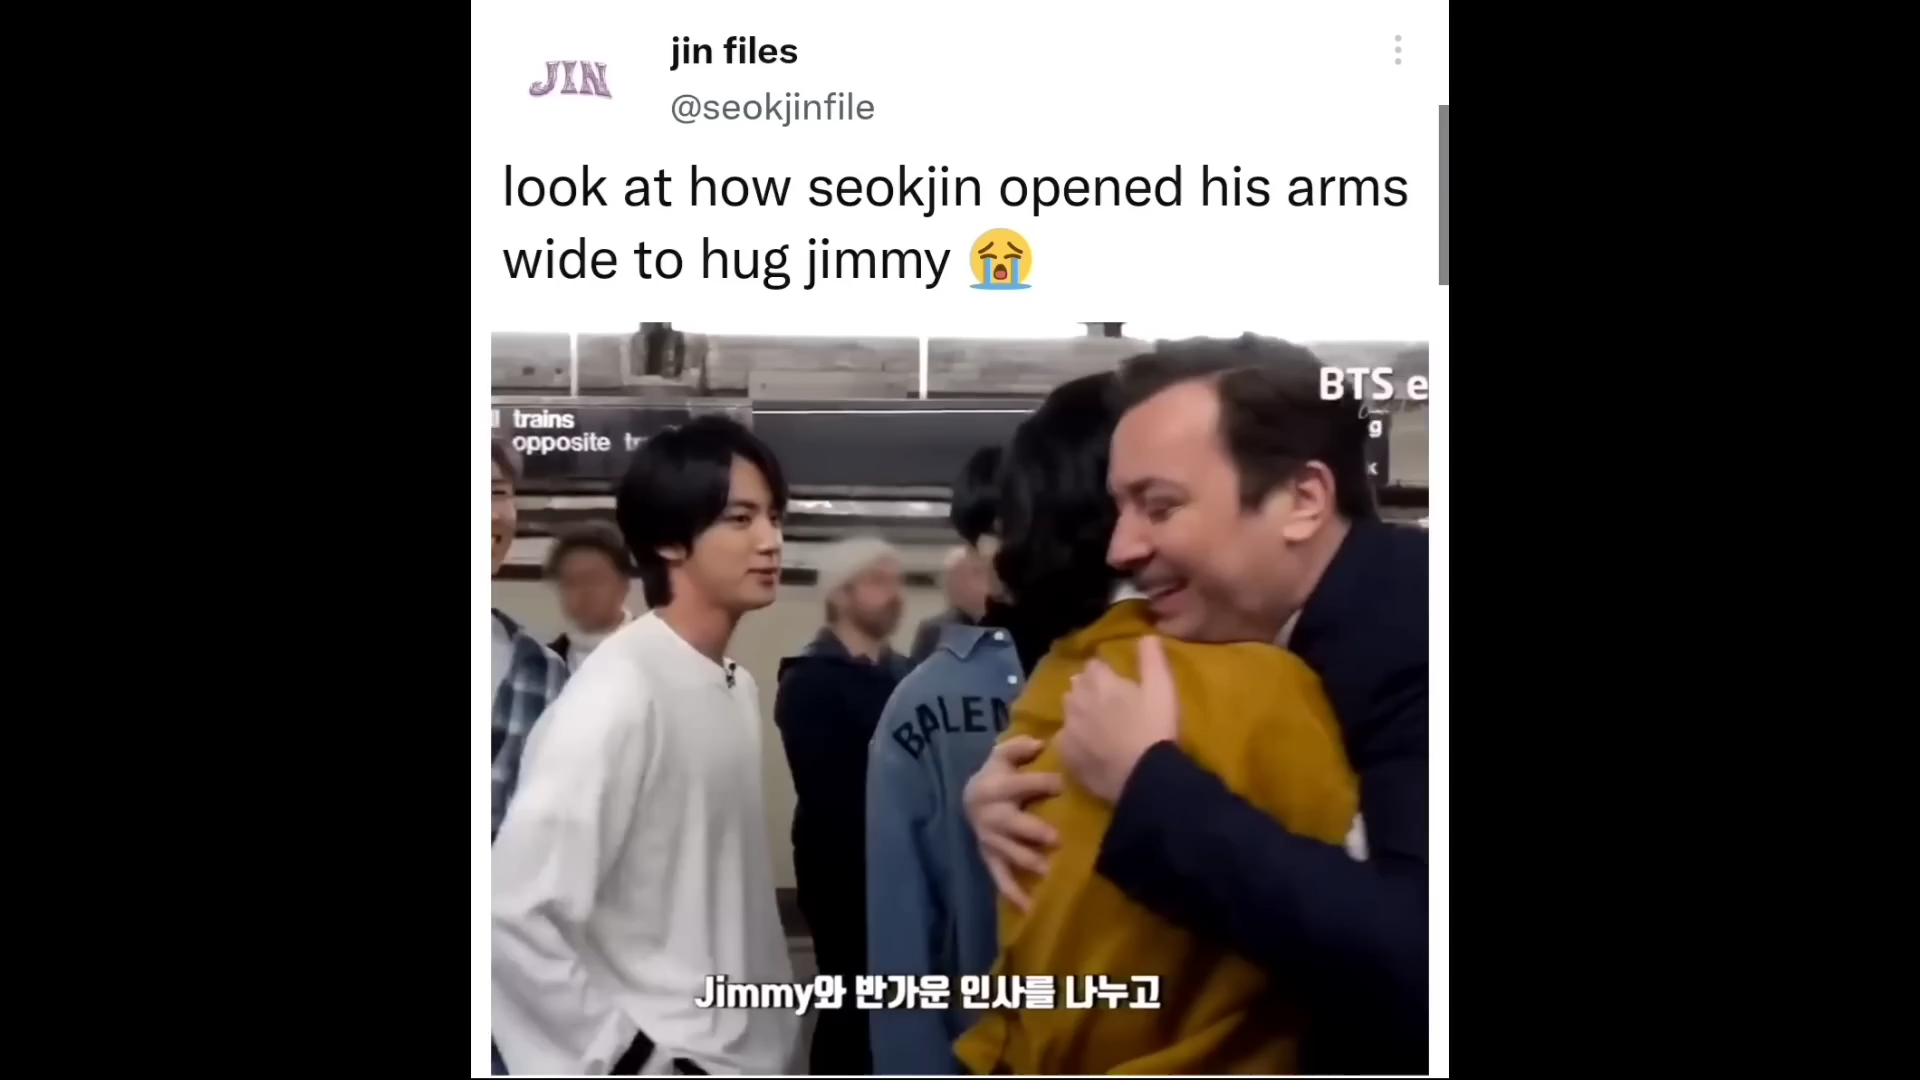 JIN
jin files
@seokjinfile
look at how seokjin opened his arms
wide to hug jimmy 😭
BTS e
trains
opposite
g
k
BALEN
Jimmy와 반가운 인사를 나누고